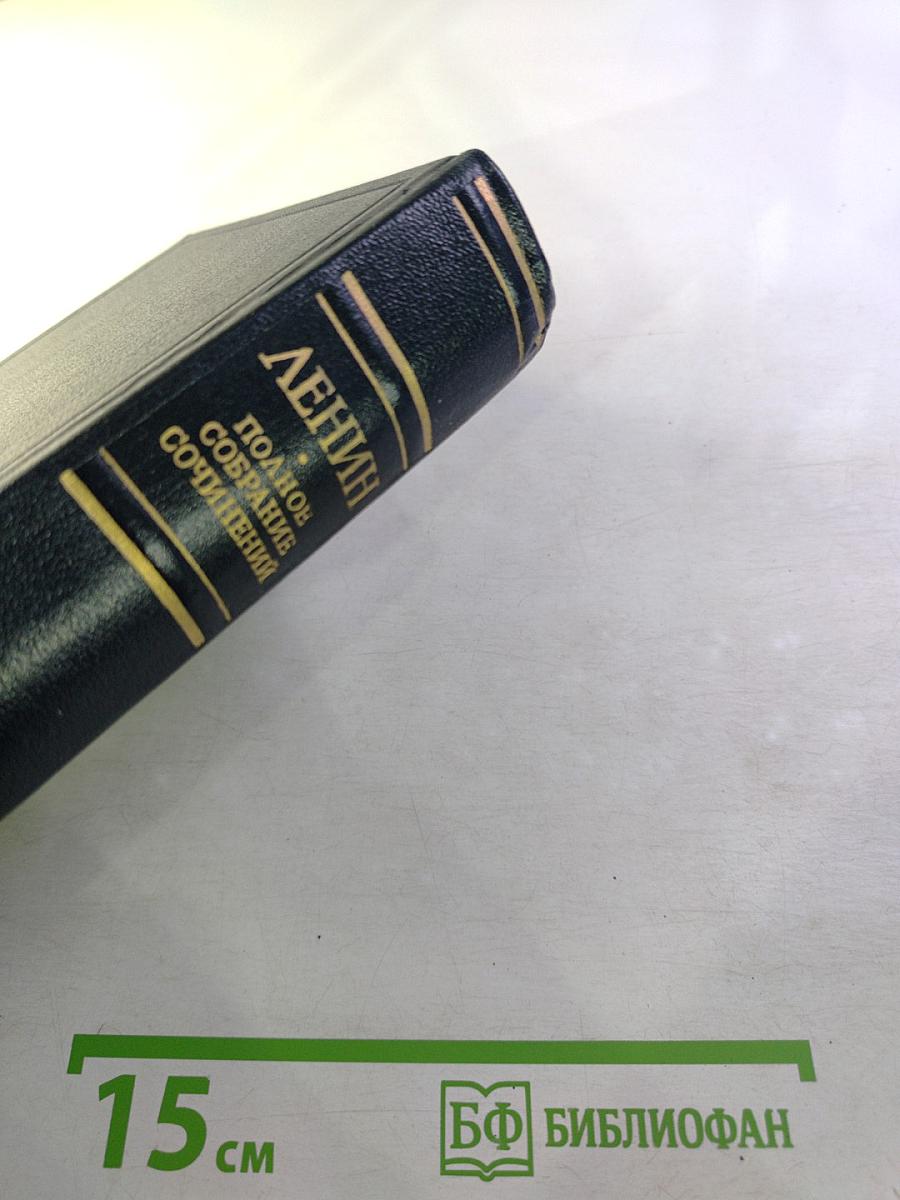 ЛЕНИН
ПОЛНОЕ
СОБРАНИЕ
СОЧИНЕНИЙ
15 см
БФ БИБЛИОФАН